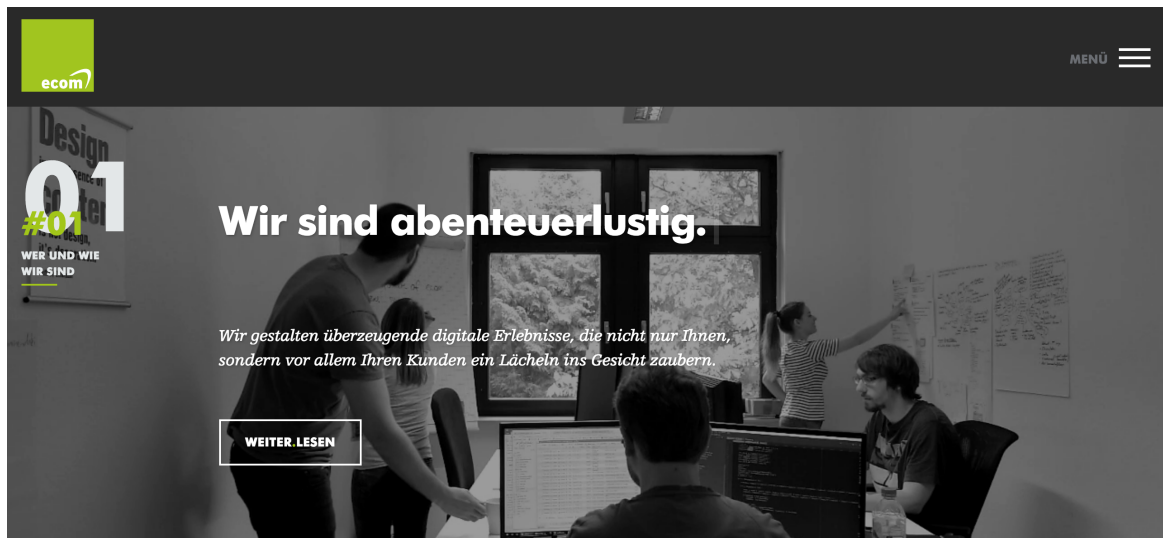 ecom
MENÜ
Design
01
#01
WER UND WIE
WIR SIND
Wir sind abenteuerlustig.
Wir gestalten überzeugende digitale Erlebnisse, die nicht nur Ihnen,
sondern vor allem Ihren Kunden ein Lächeln ins Gesicht zaubern.
WEITER.LESEN